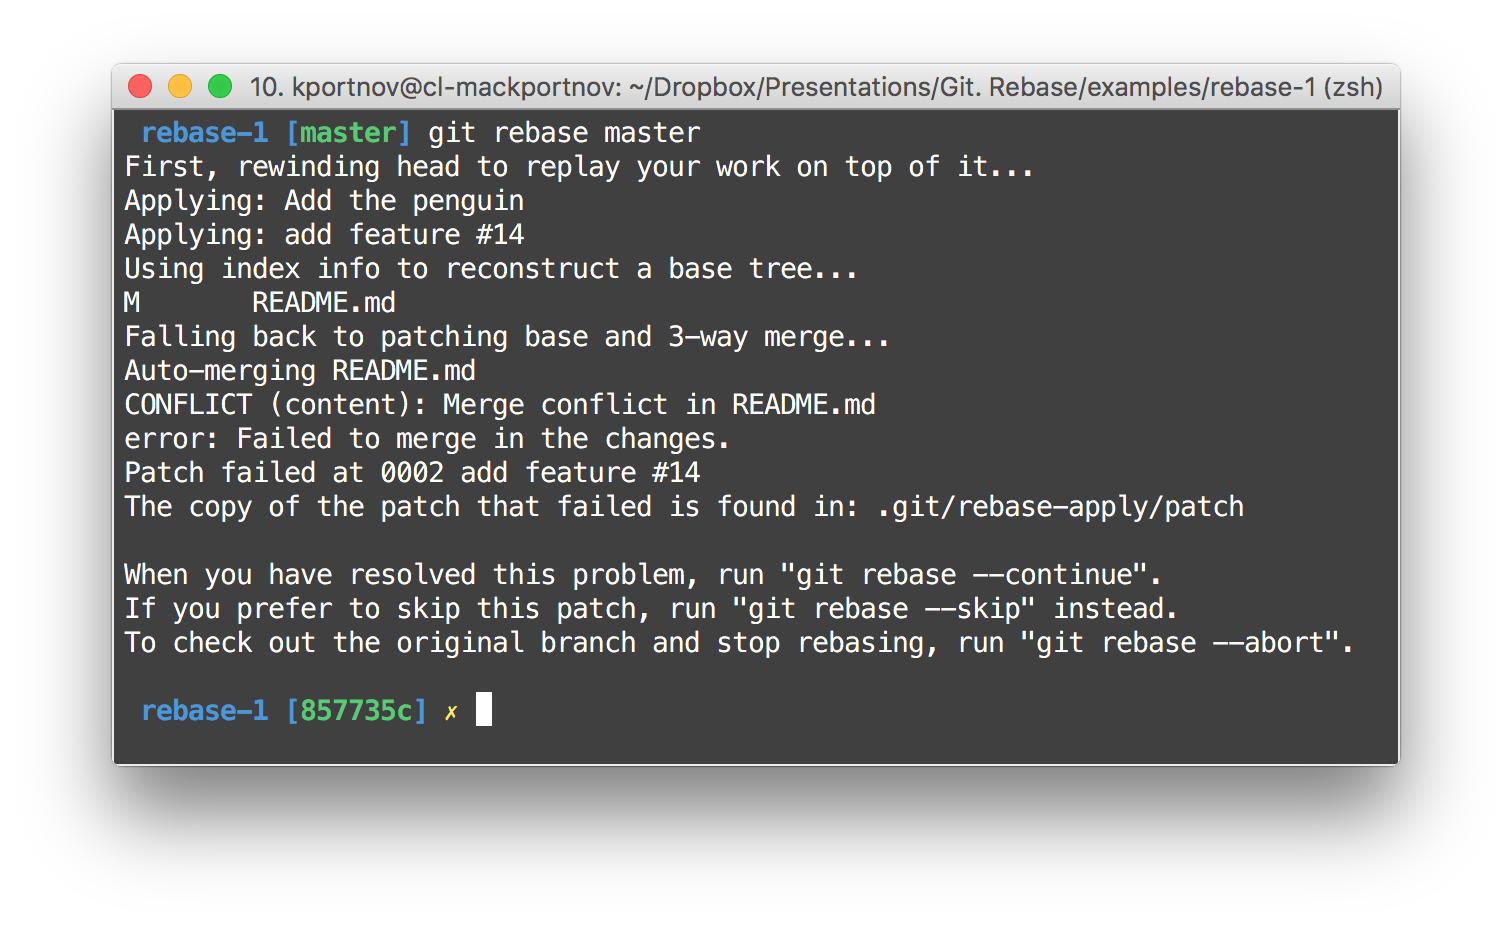 10. kportnov@cl-mackportnov: ~/Dropbox/Presentations/Git. Rebase/examples/rebase-1 (zsh)
rebase-1 [master] git rebase master
First, rewinding head to replay your work on top of it...
Applying: Add the penguin
Applying: add feature #14
Using index info to reconstruct a base tree...
M       README.md
Falling back to patching base and 3-way merge...
Auto-merging README.md
CONFLICT (content): Merge conflict in README.md
error: Failed to merge in the changes.
Patch failed at 0002 add feature #14
The copy of the patch that failed is found in: .git/rebase-apply/patch
When you have resolved this problem, run "git rebase --continue".
If you prefer to skip this patch, run "git rebase --skip" instead.
To check out the original branch and stop rebasing, run "git rebase --abort".
rebase-1 [857735c] ✗